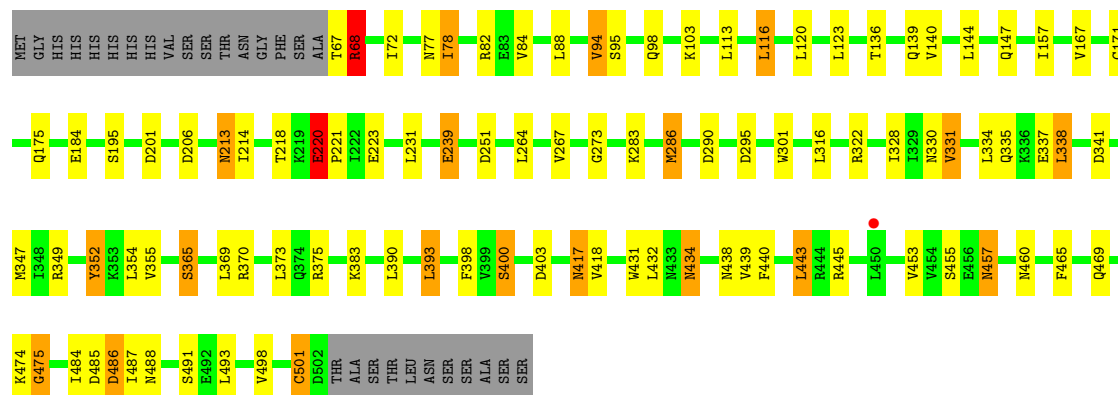 MET GLY HIS HIS HIS HIS HIS HIS VAL SER SER THR ASN GLY PHE SER ALA T67 R68 I72 N77 I78 R82 E83 V84 L88 V94 S95 Q98 K103 L113 L116 L120 L123 T136 Q139 V140 L144 Q147 I157 V167
Q175 E184 S195 D201 D206 N213 I214 T218 K219 E220 P221 I222 E223 L231 E239 D251 L264 V267 G273 K283 M286 D290 D295 W301 L316 R322 I328 I329 N330 V331 L334 Q335 K336 E337 L338 D341
M347 I348 R349 Y352 K353 L354 V355 S365 L369 R370 L373 Q374 R375 K383 L390 L393 F398 V399 S400 D403 N417 V418 W431 L432 N433 N434 N438 V439 F440 L443 R444 R445 L450 V453 V454 S455 E456 N457 N460 F465 Q469
K474 G475 I484 D485 D486 I487 N488 S491 E492 L493 V498 C501 D502 THR ALA SER THR LEU ASN SER SER ALA SER SER